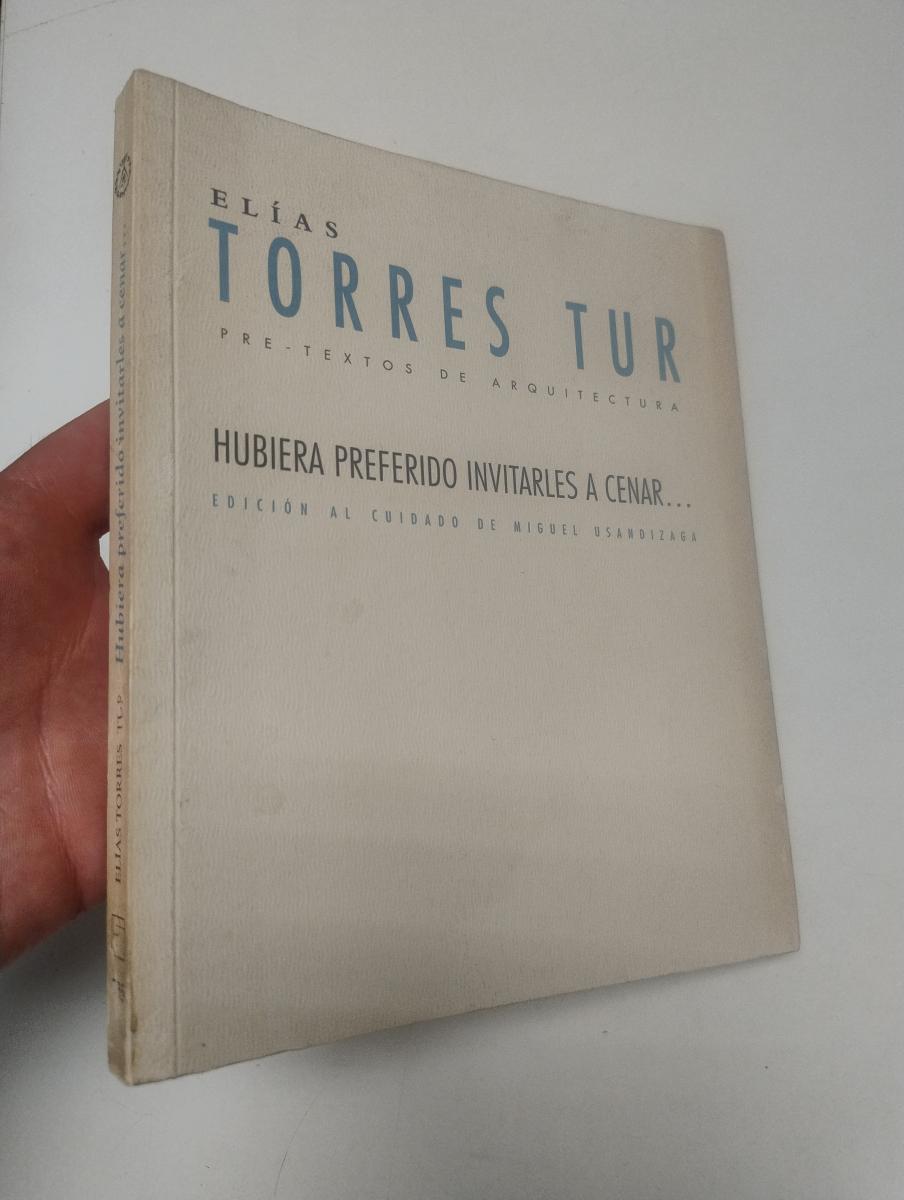 ELÍAS
TORRES TUR
PRE-TEXTOS DE ARQUITECTURA
HUBIERA PREFERIDO INVITARLES A CENAR...
EDICIÓN AL CUIDADO DE MIGUEL USANDIZAGA
ELÍAS TORRES
Hubiera preferido invitarles a cenar...